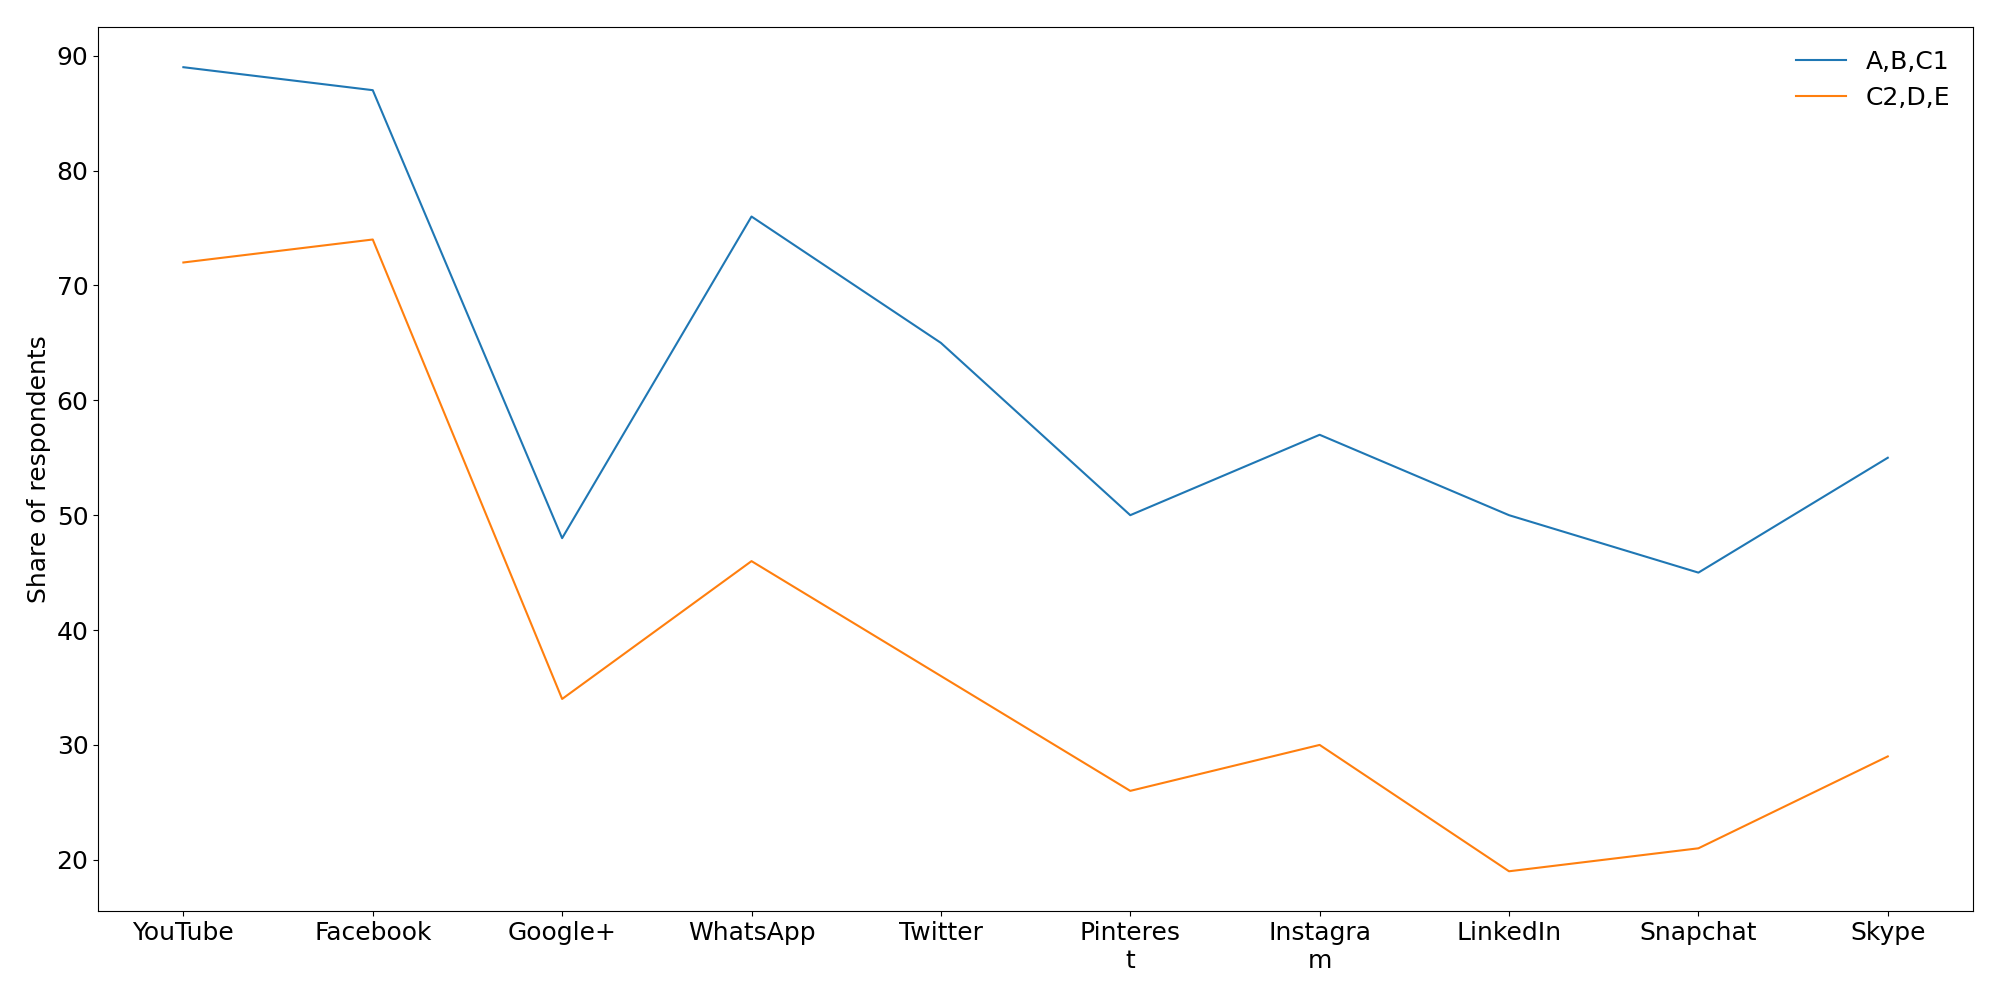 90
80
70
60
50
40
30
20
Share of respondents
A,B,C1
C2,D,E
YouTube Facebook Google+ WhatsApp Twitter Pinteres Instagra LinkedIn Snapchat Skype
t m